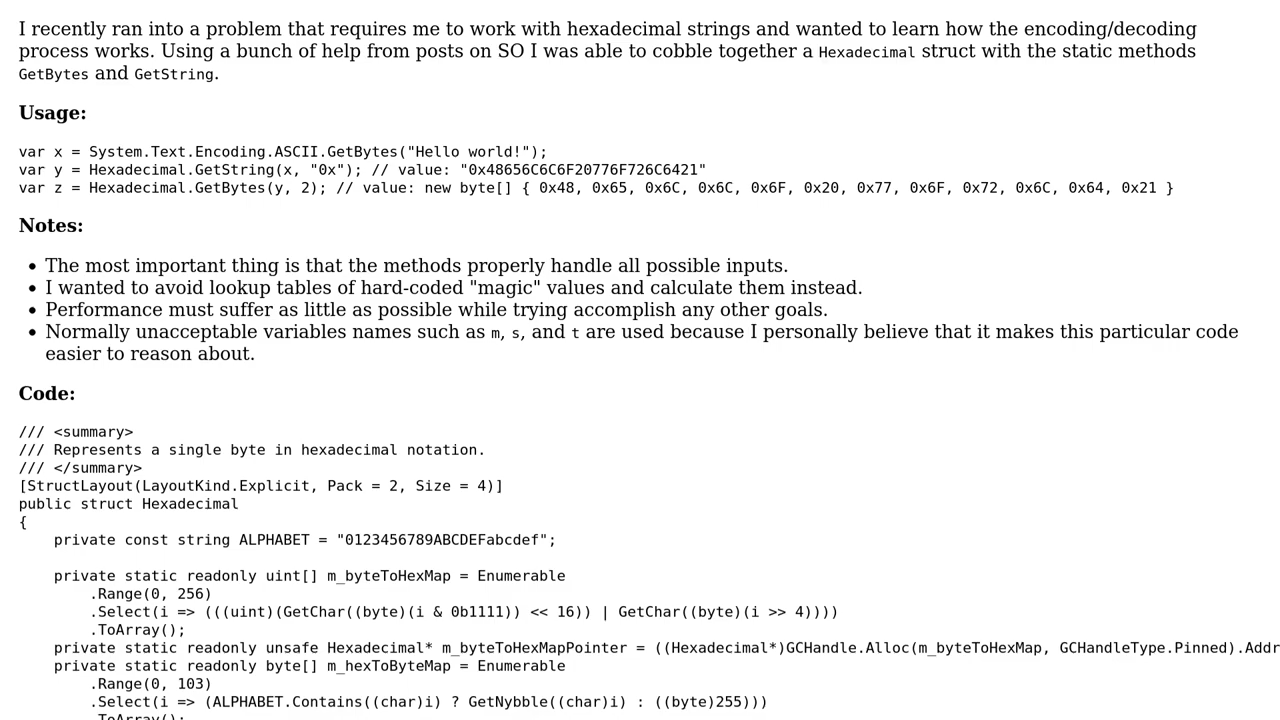 I recently ran into a problem that requires me to work with hexadecimal strings and wanted to learn how the encoding/decoding
process works. Using a bunch of help from posts on SO I was able to cobble together a Hexadecimal struct with the static methods
GetBytes and GetString.
Usage:
var x = System.Text.Encoding.ASCII.GetBytes("Hello world!");
var y = Hexadecimal.GetString(x, "0x"); // value: "0x48656C6C6F20776F726C6421"
var z = Hexadecimal.GetBytes(y, 2); // value: new byte[] { 0x48, 0x65, 0x6C, 0x6C, 0x6F, 0x20, 0x77, 0x6F, 0x72, 0x6C, 0x64, 0x21 }
Notes:
• The most important thing is that the methods properly handle all possible inputs.
• I wanted to avoid lookup tables of hard-coded "magic" values and calculate them instead.
• Performance must suffer as little as possible while trying accomplish any other goals.
• Normally unacceptable variables names such as m, s, and t are used because I personally believe that it makes this particular code
easier to reason about.
Code:
/// <summary>
/// Represents a single byte in hexadecimal notation.
/// </summary>
[StructLayout(LayoutKind.Explicit, Pack = 2, Size = 4)]
public struct Hexadecimal
{
    private const string ALPHABET = "0123456789ABCDEFabcdef";
    private static readonly uint[] m_byteToHexMap = Enumerable
        .Range(0, 256)
        .Select(i => (((uint)(GetChar((byte)(i & 0b1111)) << 16)) | GetChar((byte)(i >> 4))))
        .ToArray();
    private static readonly unsafe Hexadecimal* m_byteToHexMapPointer = ((Hexadecimal*)GCHandle.Alloc(m_byteToHexMap, GCHandleType.Pinned).Addr
    private static readonly byte[] m_hexToByteMap = Enumerable
        .Range(0, 103)
        .Select(i => (ALPHABET.Contains((char)i) ? GetNybble((char)i) : ((byte)255)))
        .ToArray();